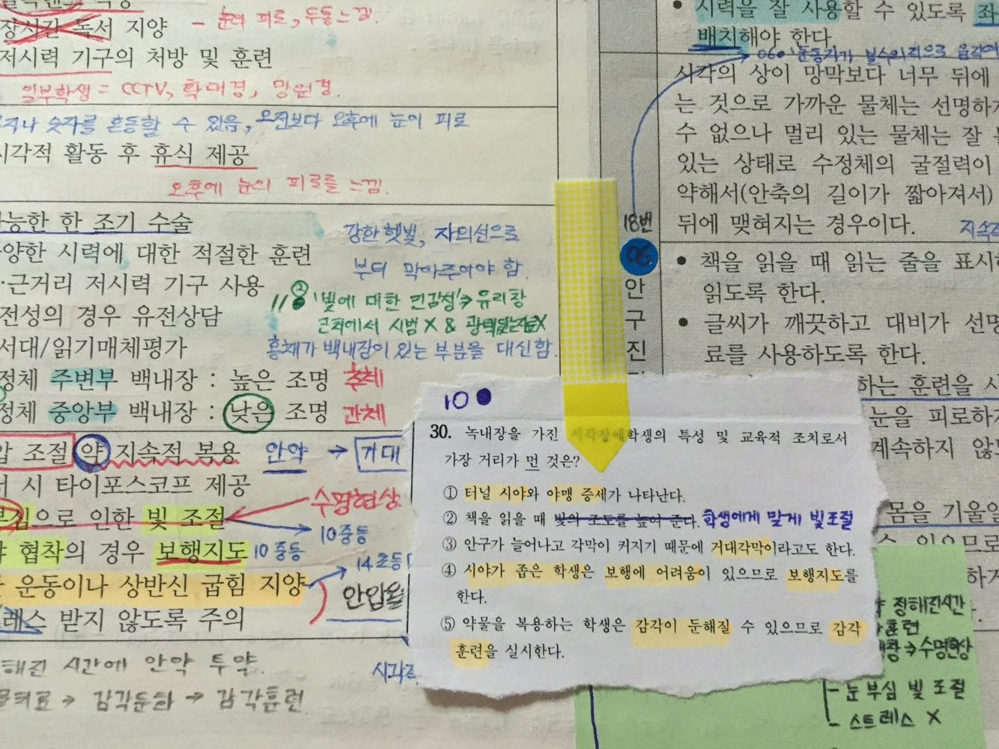 장시간 독서 지양 - 눈의 피로, 두통느낌.
저시력 기구의 처방 및 훈련
일부학생 = CCTV, 확대경, 망원경.
숫자를 혼동할 수 있음, 오전보다 오후에 눈이 피로
시각적 활동 후 휴식 제공
오후에 눈의 피로를 느낌.
가능한 한 조기 수술
강한햇빛, 자외선으로
부터 막아주어야 함.
다양한 시력에 대한 적절한 훈련
근거리 저시력 기구 사용
11② '빛에 대한 민감성' → 유리창
근처에서 시범X &
유전성의 경우 유전상담
점서대/읽기매체평가
홍채가 백내장이 있는 부분을 대신함.
수정체 주변부 백내장 : 높은 조명 축체
수정체 중앙부 백내장 : 낮은 조명 과체
안압 조절 약 지속적 복용 안약 → 거대
시 타이포스코프 제공
수명현상
눈부심으로 인한 빛 조절
10중등
시야 협착의 경우 보행지도 10중등
14초등
운동이나 상반신 굽힘 지양
안압을
스트레스 받지 않도록 주의
정해진 시간에 안약 투약.
→ 감각둔화 → 감각훈련
• 시력을 잘 사용할 수 있도록 좌
배치해야 한다
시각의 상이 망막보다 너무 뒤에
는 것으로 가까운 물체는 선명하
수 없으나 멀리 있는 물체는 잘
있는 상태로 수정체의 굴절력이
약해서(안축의 길이가 짧아져서)
뒤에 맺혀지는 경우이다.
18번
06
안
구
진
• 책을 읽을 때 읽는 줄을 표시
읽도록 한다.
• 글씨가 깨끗하고 대비가 선명
료를 사용하도록 한다.
하는 훈련을 시
눈을 피로하
계속하지 않
몸을 기울일
10
30. 녹내장을 가진 시각장애학생의 특성 및 교육적 조치로서
가장 거리가 먼 것은?
① 터널 시야와 야맹 증세가 나타난다.
② 책을 읽을 때 빛의 조도를 높여 준다. 학생에게 맞게 빛조절
③ 안구가 늘어나고 각막이 커지기 때문에 거대각막이라고도 한다.
④ 시야가 좁은 학생은 보행에 어려움이 있으므로 보행지도를
한다.
⑤ 약물을 복용하는 학생은 감각이 둔해질 수 있으므로 감각
훈련을 실시한다.
정해진시간
훈련
→ 수명현상
눈부심 빛 조절
스트레스 X